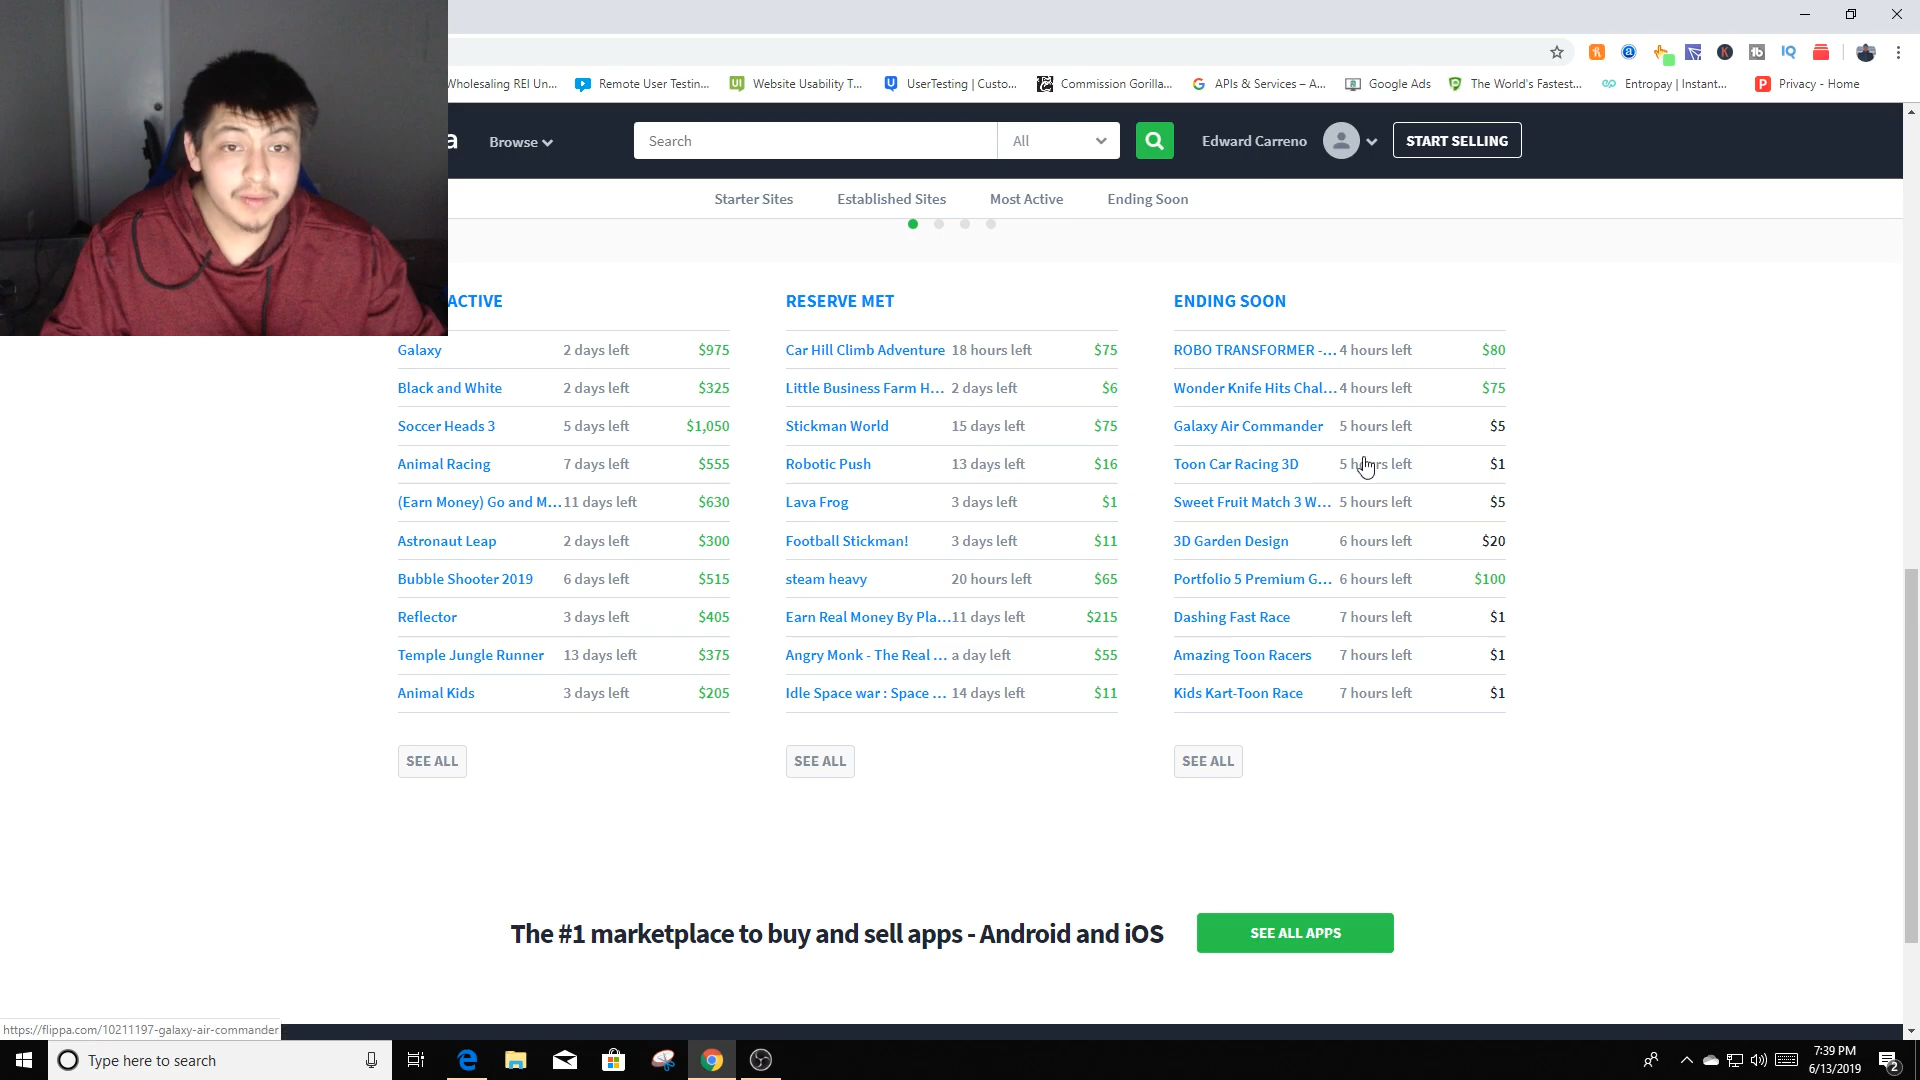 Wholesaling REI Un... Remote User Testin... Website Usability T... UserTesting | Custo... Commission Gorilla... APIs & Services – A... Google Ads The World's Fastest... Entropay | Instant... Privacy - Home
a Browse Search All Edward Carreno START SELLING
Starter Sites Established Sites Most Active Ending Soon
ACTIVE RESERVE MET ENDING SOON
Galaxy 2 days left $975 Car Hill Climb Adventure 18 hours left $75 ROBO TRANSFORMER -... 4 hours left $80
Black and White 2 days left $325 Little Business Farm H... 2 days left $6 Wonder Knife Hits Chal... 4 hours left $75
Soccer Heads 3 5 days left $1,050 Stickman World 15 days left $75 Galaxy Air Commander 5 hours left $5
Animal Racing 7 days left $555 Robotic Push 13 days left $16 Toon Car Racing 3D 5 hours left $1
(Earn Money) Go and M... 11 days left $630 Lava Frog 3 days left $1 Sweet Fruit Match 3 W... 5 hours left $5
Astronaut Leap 2 days left $300 Football Stickman! 3 days left $11 3D Garden Design 6 hours left $20
Bubble Shooter 2019 6 days left $515 steam heavy 20 hours left $65 Portfolio 5 Premium G... 6 hours left $100
Reflector 3 days left $405 Earn Real Money By Pla... 11 days left $215 Dashing Fast Race 7 hours left $1
Temple Jungle Runner 13 days left $375 Angry Monk - The Real ... a day left $55 Amazing Toon Racers 7 hours left $1
Animal Kids 3 days left $205 Idle Space war : Space ... 14 days left $11 Kids Kart-Toon Race 7 hours left $1
SEE ALL SEE ALL SEE ALL
The #1 marketplace to buy and sell apps - Android and iOS SEE ALL APPS
https://flippa.com/10211197-galaxy-air-commander
Type here to search 7:39 PM
6/13/2019 2